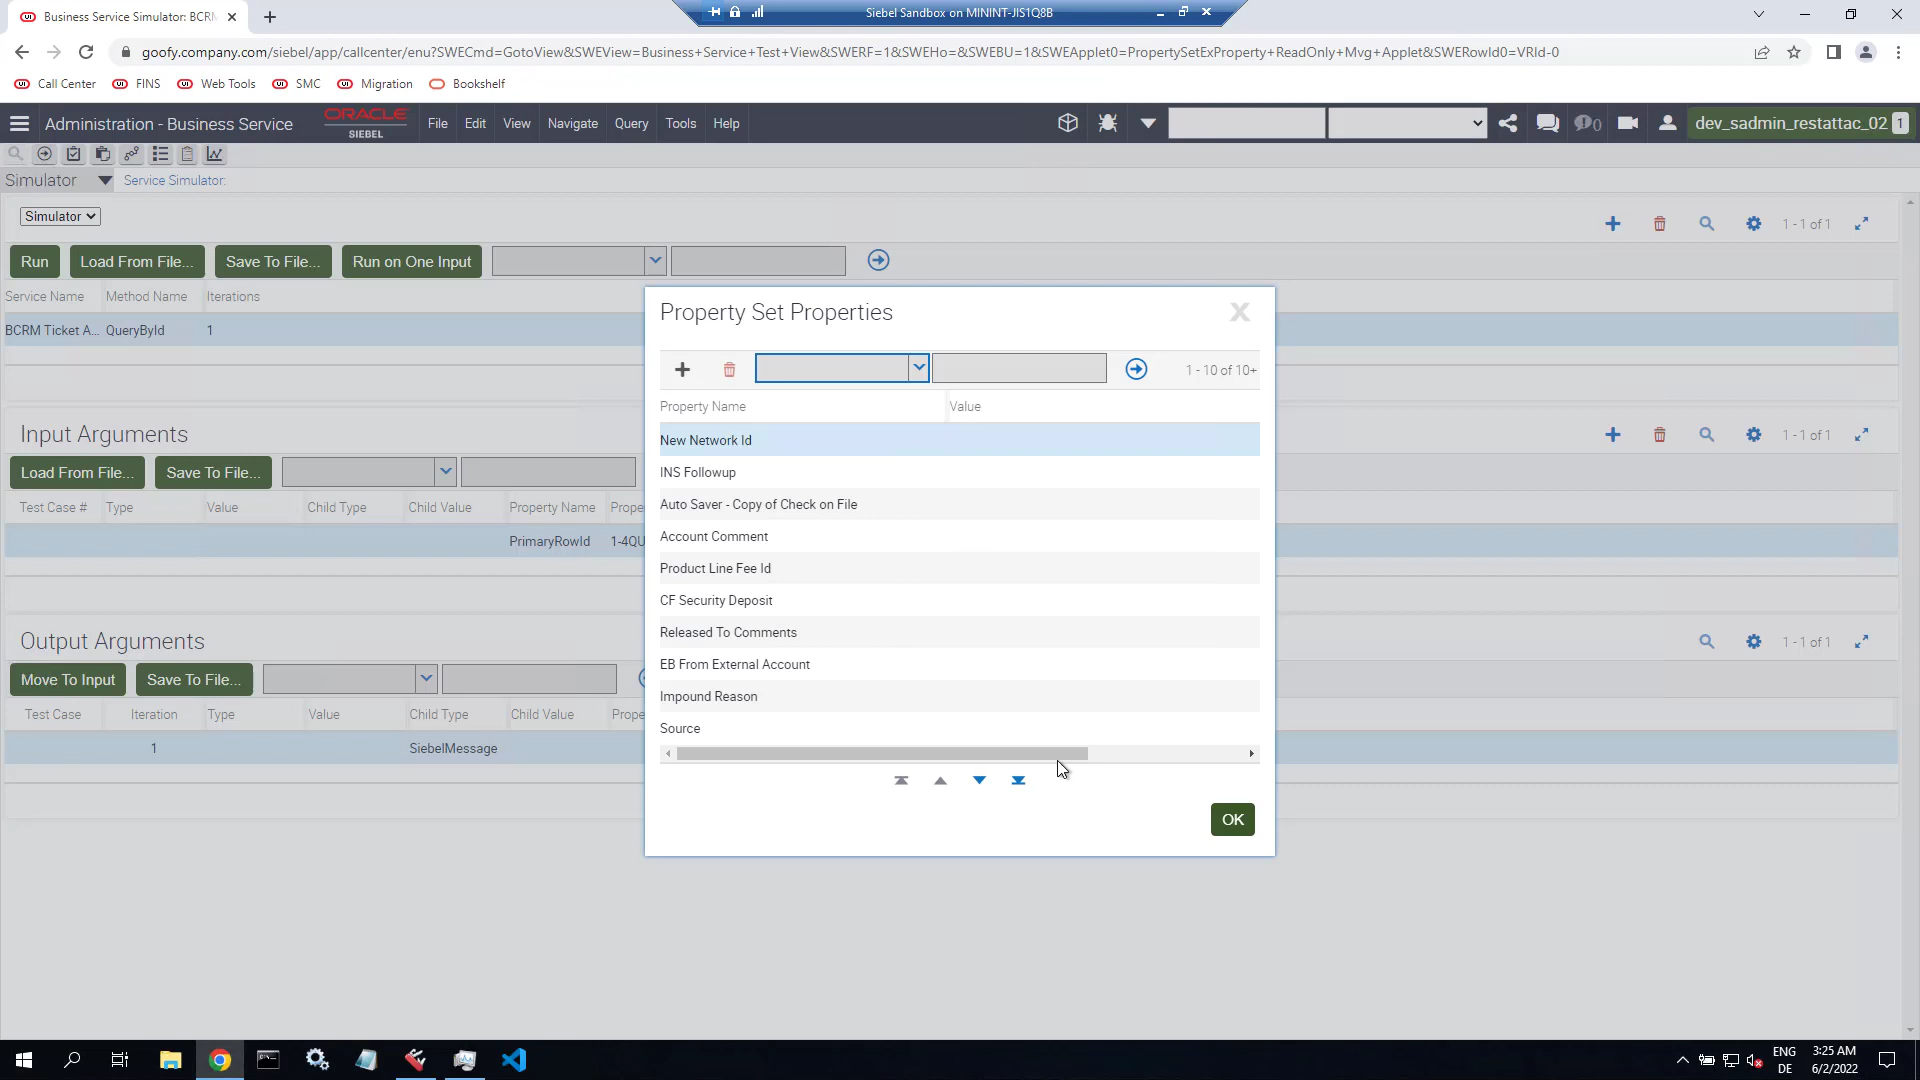 Business Service Simulator: BCRM
Siebel Sandbox on MININT-JIS1Q8B
goofy.company.com/siebel/app/callcenter/enu?SWECmd=GotoView&SWEView=Business+Service+Test+View&SWERF=1&SWEHo=&SWEBU=1&SWEApplet0=PropertySetExProperty+ReadOnly+Mvg+Applet&SWERowId0=VRId-0
Call Center FINS Web Tools SMC Migration Bookshelf
Administration - Business Service ORACLE SIEBEL File Edit View Navigate Query Tools Help 0 dev_sadmin_restattac_02 1
Simulator Service Simulator:
Simulator 1 - 1 of 1
Run Load From File... Save To File... Run on One Input
Service Name Method Name Iterations
BCRM Ticket A... QueryById 1
Input Arguments 1 - 1 of 1
Load From File... Save To File...
Test Case # Type Value Child Type Child Value Property Name Prope
PrimaryRowId 1-4QU
Output Arguments 1 - 1 of 1
Move To Input Save To File...
Test Case Iteration Type Value Child Type Child Value Prope
1 SiebelMessage
Property Set Properties X
1 - 10 of 10+
Property Name Value
New Network Id
INS Followup
Auto Saver - Copy of Check on File
Account Comment
Product Line Fee Id
CF Security Deposit
Released To Comments
EB From External Account
Impound Reason
Source
OK
ENG 3:25 AM
DE 6/2/2022